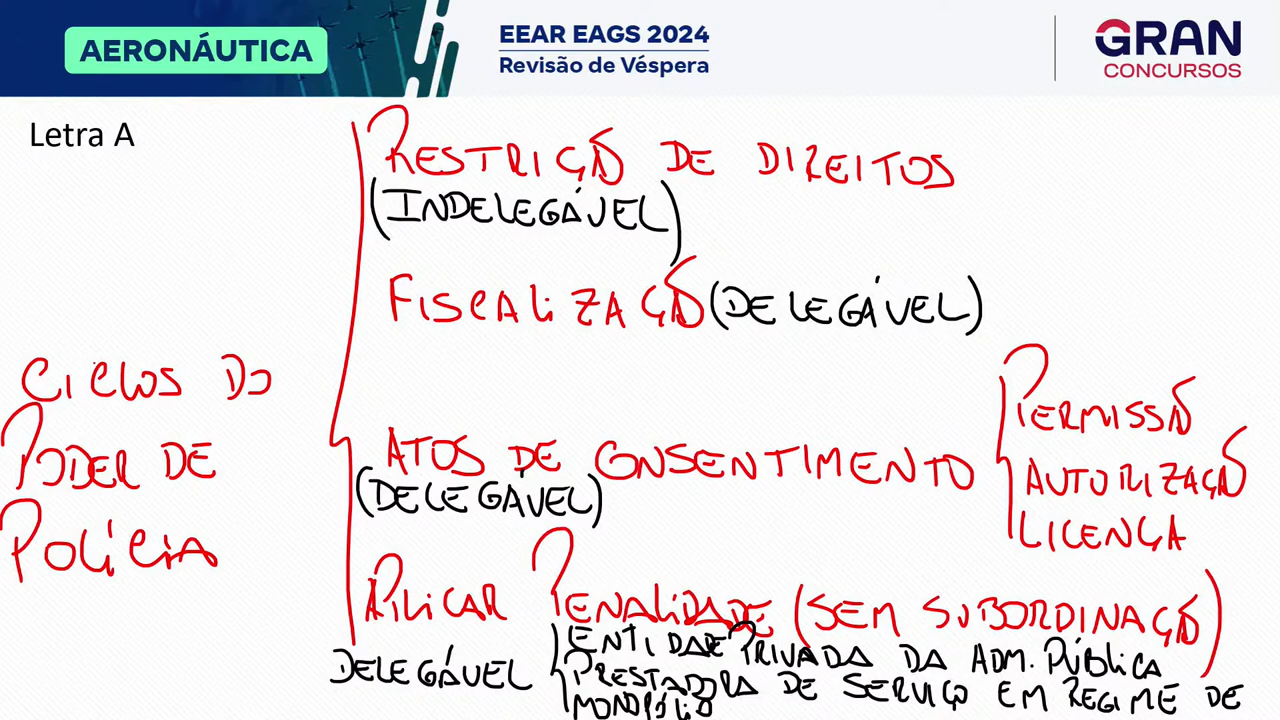 AERONÁUTICA
EEAR EAGS 2024
Revisão de Véspera
GRAN
CONCURSOS
Letra A
RESTRIÇÃO DE DIREITOS
(INDELEGÁVEL)
FISCALIZAÇÃO (DELEGÁVEL)
CICLOS DO
PODER DE
POLÍCIA
ATOS DE CONSENTIMENTO
(DELEGÁVEL)
PERMISSÃO
AUTORIZAÇÃO
LICENÇA
APLICAR PENALIDADE (SEM SUBORDINAÇÃO)
DELEGÁVEL
ENTIDADE PRIVADA DA ADM. PÚBLICA
PRESTADORA DE SERVIÇO EM REGIME DE
MONOPÓLIO